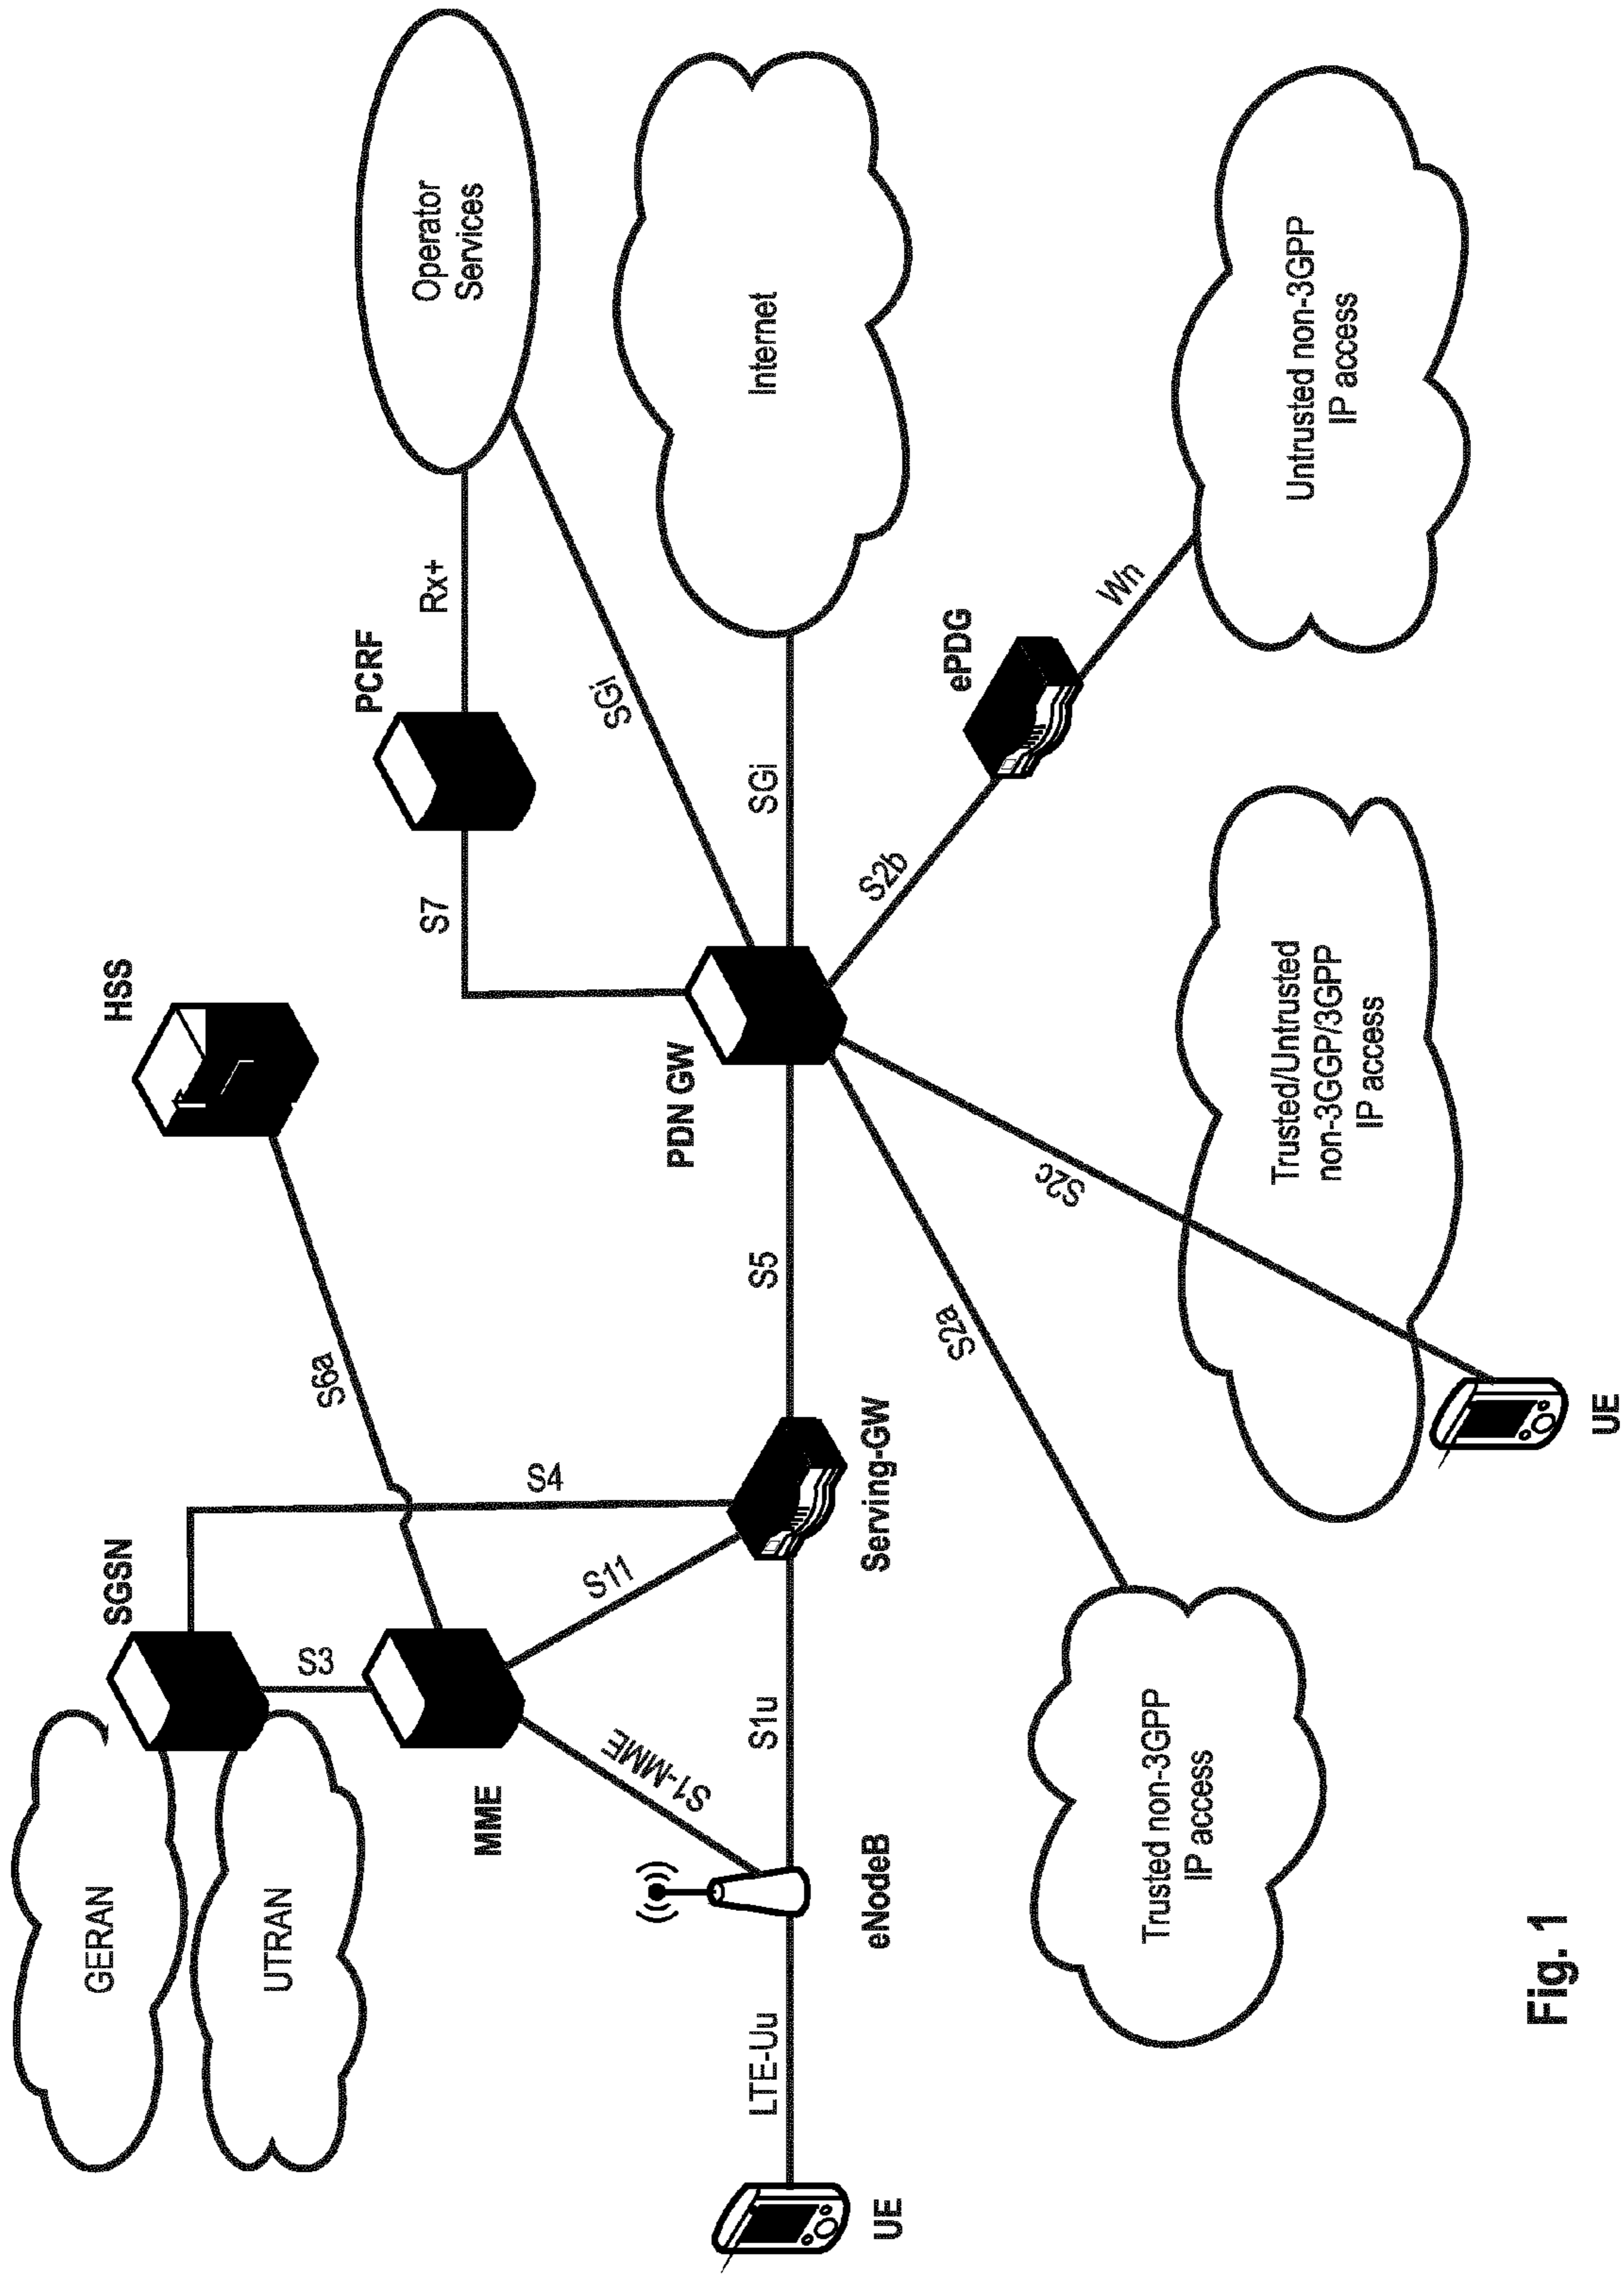 GERAN
UTRAN
SGSN
HSS
S3
S6a
MME
S4
S11
S7
PCRF
Rx+
Operator
Services
SGi
S1-MME
LTE-Uu
S1u
S5
PDN GW
SGi
Internet
UE
eNodeB
Serving-GW
S2a
S2c
S2b
ePDG
Wn
Trusted non-3GPP
IP access
Trusted/Untrusted
non-3GGP/3GPP
IP access
Untrusted non-3GPP
IP access
UE
Fig. 1